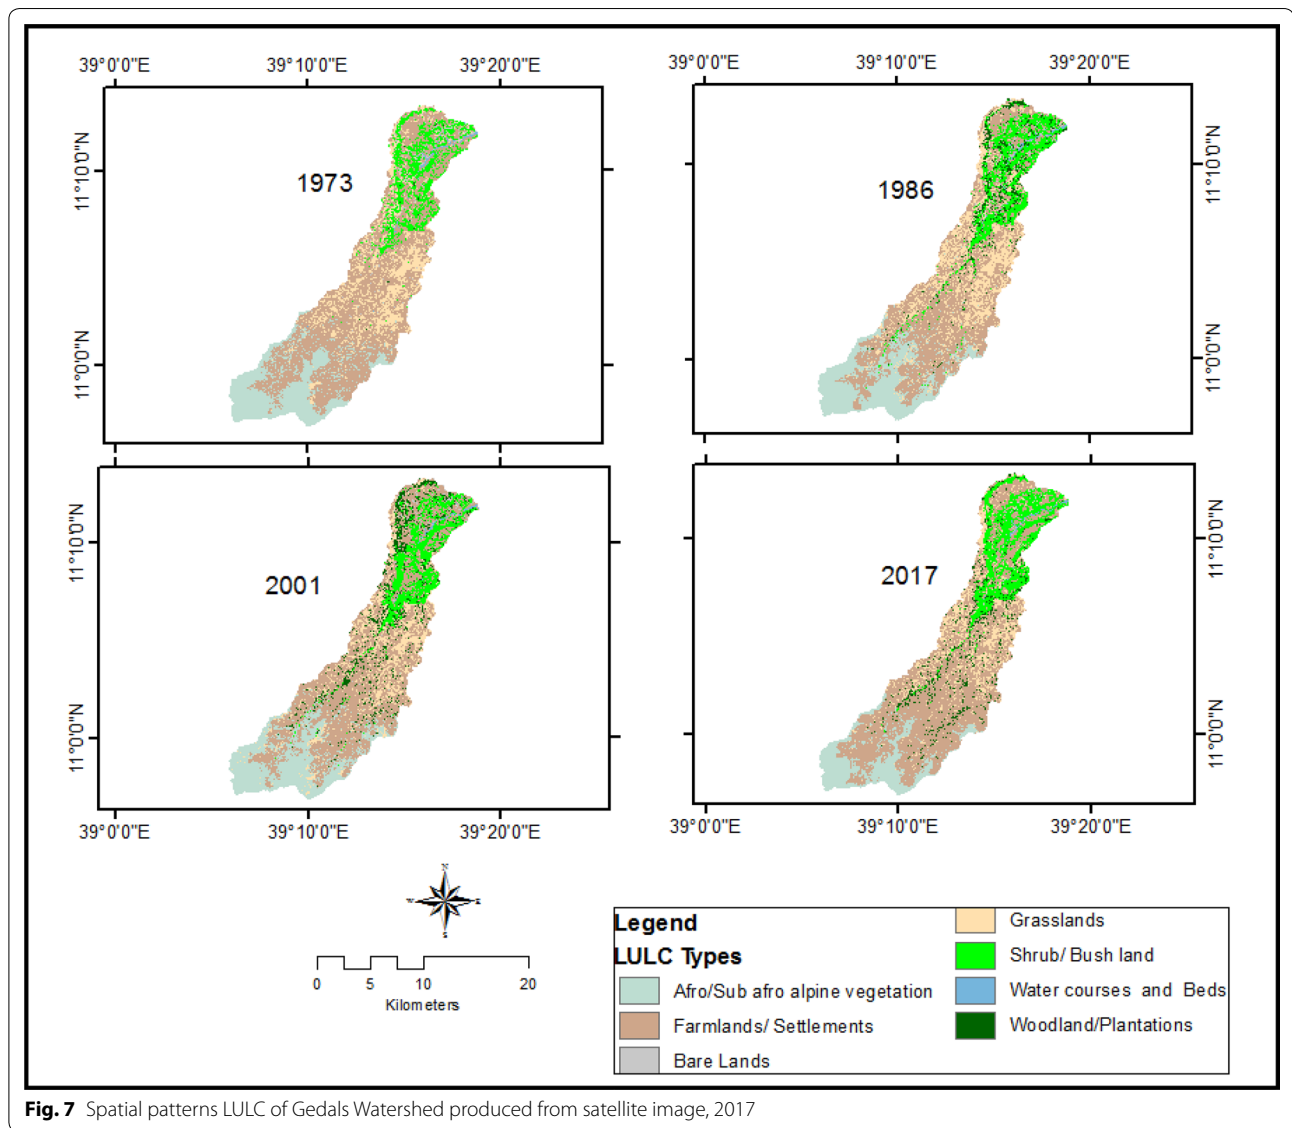 39°0'0"E 39°10'0"E 39°20'0"E
39°0'0"E 39°10'0"E 39°20'0"E
11°10'0"N
11°0'0"N
1973
1986
11°10'0"N
11°0'0"N
11°10'0"N
11°0'0"N
2001
2017
11°10'0"N
11°0'0"N
39°0'0"E 39°10'0"E 39°20'0"E
39°0'0"E 39°10'0"E 39°20'0"E
N
W E
S
0 5 10 20
Kilometers
Legend
LULC Types
Afro/Sub afro alpine vegetation
Farmlands/ Settlements
Bare Lands
Grasslands
Shrub/ Bush land
Water courses and Beds
Woodland/Plantations
Fig. 7 Spatial patterns LULC of Gedals Watershed produced from satellite image, 2017